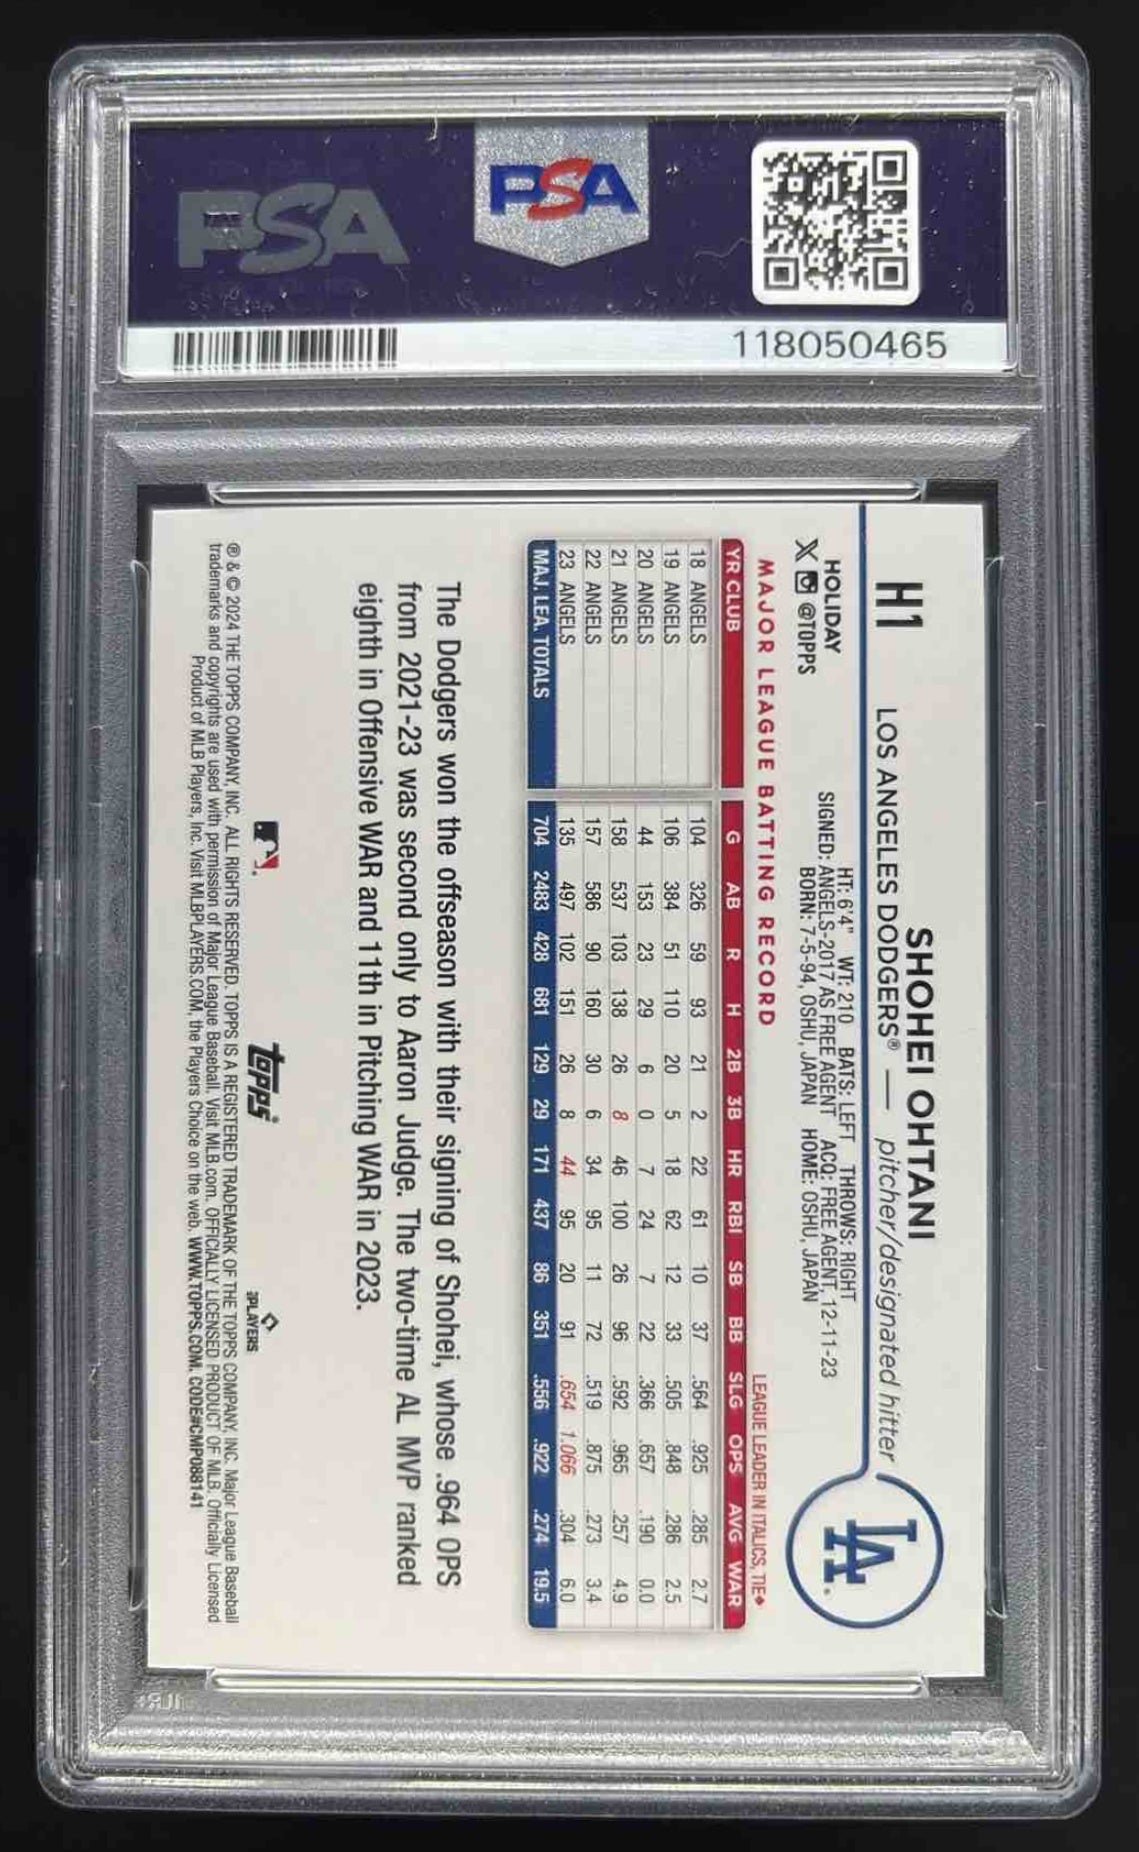 PSA
PSA
118050465
H1
SHOHEI OHTANI
LOS ANGELES DODGERS® — pitcher/designated hitter
LA
HOLIDAY
X @TOPPS
HT: 6'4" WT: 210 BATS: LEFT THROWS: RIGHT
SIGNED: ANGELS-2017 AS FREE AGENT ACQ: FREE AGENT, 12-11-23
BORN: 7-5-94, OSHU, JAPAN HOME: OSHU, JAPAN
MAJOR LEAGUE BATTING RECORD
LEAGUE LEADER IN ITALICS, TIE♦
YR CLUB G AB R H 2B 3B HR RBI SB BB SLG OPS AVG WAR
18 ANGELS 104 326 59 93 21 2 22 61 10 37 .564 .925 .285 2.7
19 ANGELS 106 384 51 110 20 5 18 62 12 33 .505 .848 .286 2.5
20 ANGELS 44 153 23 29 6 0 7 24 7 22 .366 .657 .190 0.0
21 ANGELS 158 537 103 138 26 8 46 100 26 96 .592 .965 .257 4.9
22 ANGELS 157 586 90 160 30 6 34 95 11 72 .519 .875 .273 3.4
23 ANGELS 135 497 102 151 26 8 44 95 20 91 .654 1.066 .304 6.0
MAJ. LEA. TOTALS 704 2483 428 681 129 29 171 437 86 351 .556 .922 .274 19.5
The Dodgers won the offseason with their signing of Shohei, whose .964 OPS
from 2021-23 was second only to Aaron Judge. The two-time AL MVP ranked
eighth in Offensive WAR and 11th in Pitching WAR in 2023.
topps®
PLAYERS
® & © 2024 THE TOPPS COMPANY, INC. ALL RIGHTS RESERVED. TOPPS IS A REGISTERED TRADEMARK OF THE TOPPS COMPANY, INC. Major League Baseball
trademarks and copyrights are used with permission of Major League Baseball. Visit MLB.com. OFFICIALLY LICENSED PRODUCT OF MLB. Officially Licensed
Product of MLB Players, Inc. Visit MLBPLAYERS.COM, the Players Choice on the web. WWW.TOPPS.COM. CODE#CMP088141